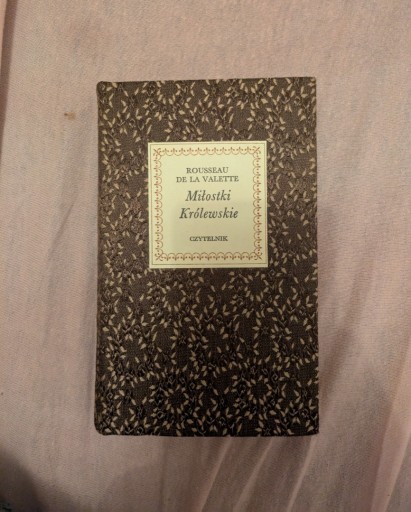 ROUSSEAU
DE LA VALETTE
Miłostki
Królewskie
CZYTELNIK